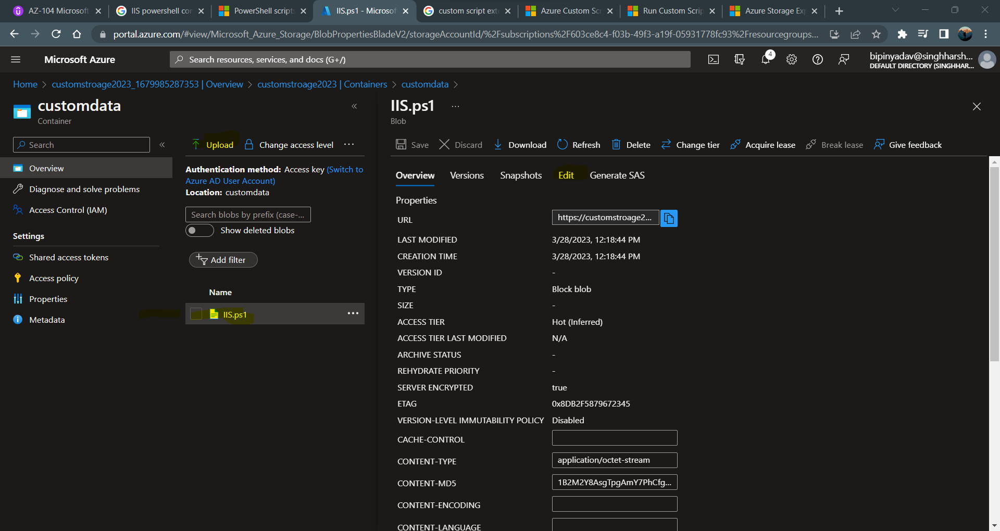 AZ-104 Microsoft
IIS powershell co
PowerShell scripts
IIS.ps1 - Microsof
custom script ext
Azure Custom Sc
Run Custom Scrip
Azure Storage Exp
portal.azure.com/#view/Microsoft_Azure_Storage/BlobPropertiesBladeV2/storageAccountId/%2Fsubscriptions%2F603ce8c4-f03b-49f3-a19f-05931778fc93%2Fresourcegroups...
Microsoft Azure
Search resources, services, and docs (G+/)
4
bipinyadav@singhharsh...
DEFAULT DIRECTORY (SINGHHAR...
Home > customstroage2023_1679985287353 | Overview > customstroage2023 | Containers > customdata >
customdata
Container
Search
Overview
Diagnose and solve problems
Access Control (IAM)
Settings
Shared access tokens
Access policy
Properties
Metadata
Upload
Change access level
...
Authentication method: Access key (Switch to
Azure AD User Account)
Location: customdata
Search blobs by prefix (case-...
Show deleted blobs
Add filter
Name
IIS.ps1
...
IIS.ps1
...
Blob
Save
Discard
Download
Refresh
Delete
Change tier
Acquire lease
Break lease
Give feedback
Overview
Versions
Snapshots
Edit
Generate SAS
Properties
URL https://customstroage2...
LAST MODIFIED 3/28/2023, 12:18:44 PM
CREATION TIME 3/28/2023, 12:18:44 PM
VERSION ID -
TYPE Block blob
SIZE -
ACCESS TIER Hot (Inferred)
ACCESS TIER LAST MODIFIED N/A
ARCHIVE STATUS -
REHYDRATE PRIORITY -
SERVER ENCRYPTED true
ETAG 0x8DB2F5879672345
VERSION-LEVEL IMMUTABILITY POLICY Disabled
CACHE-CONTROL
CONTENT-TYPE application/octet-stream
CONTENT-MD5 1B2M2Y8AsgTpgAmY7PhCfg...
CONTENT-ENCODING
CONTENT-LANGUAGE